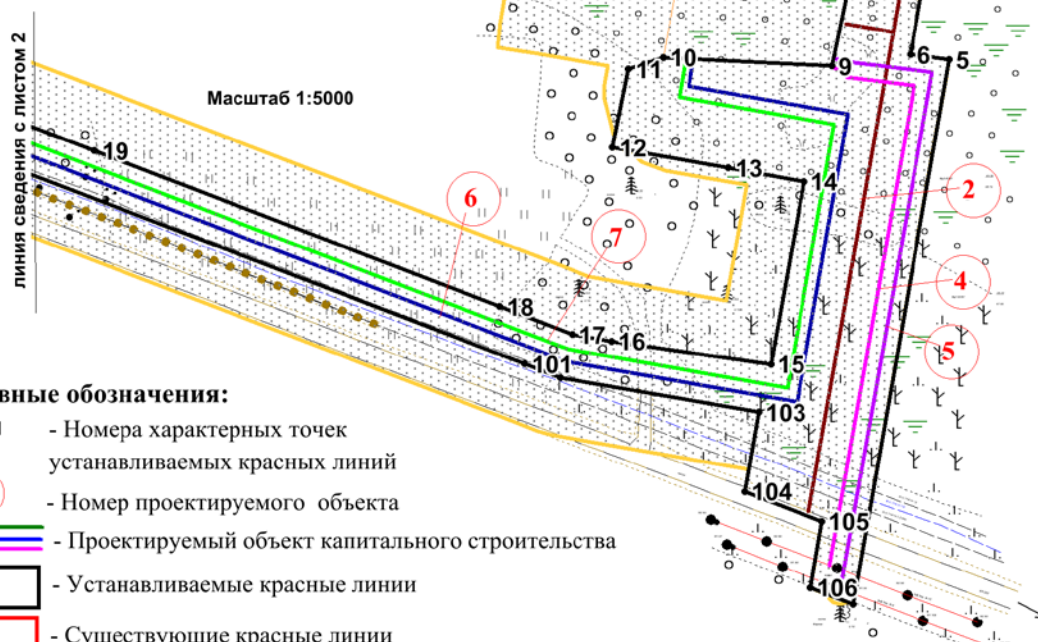 линия сведения с листом 2
Масштаб 1:5000
10
11
9
6
5
12
13
14
19
2
6
7
4
18
17
16
15
5
101
103
104
105
106
вные обозначения:
- Номера характерных точек
устанавливаемых красных линий
- Номер проектируемого объекта
- Проектируемый объект капитального строительства
- Устанавливаемые красные линии
- Существующие красные линии